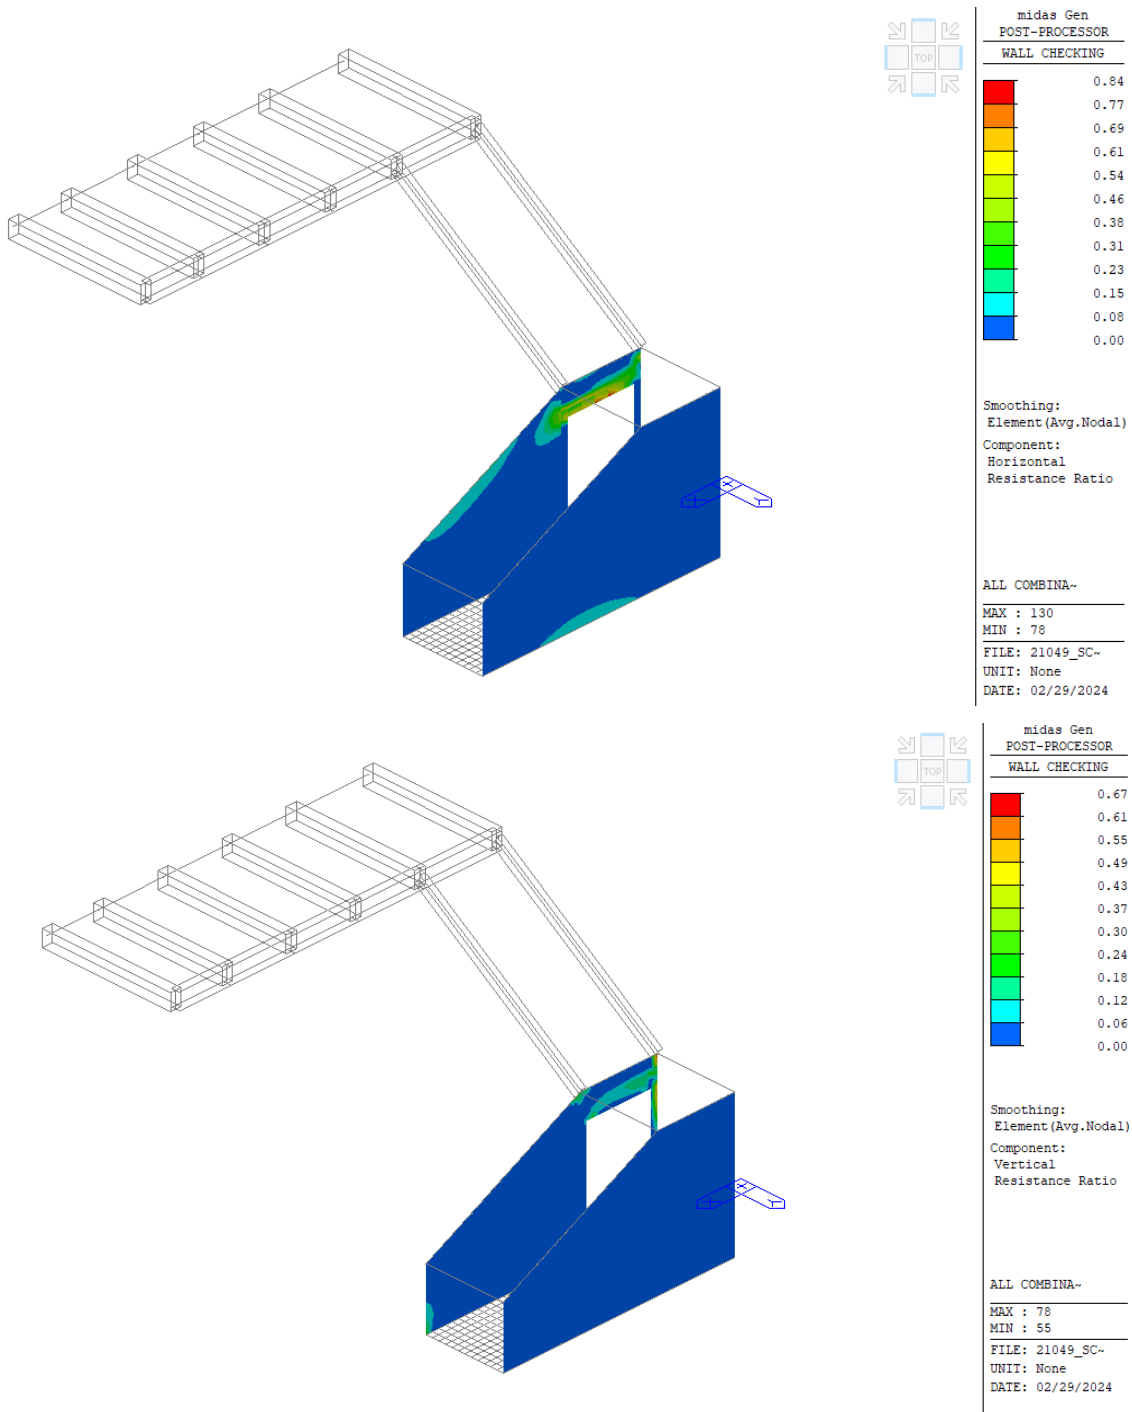 midas Gen
POST-PROCESSOR
WALL CHECKING
TOP
0.84
0.77
0.69
0.61
0.54
0.46
0.38
0.31
0.23
0.15
0.08
0.00
Smoothing:
Element(Avg.Nodal)
Component:
Horizontal
Resistance Ratio
ALL COMBINA~
MAX : 130
MIN : 78
FILE: 21049_SC~
UNIT: None
DATE: 02/29/2024
midas Gen
POST-PROCESSOR
WALL CHECKING
TOP
0.67
0.61
0.55
0.49
0.43
0.37
0.30
0.24
0.18
0.12
0.06
0.00
Smoothing:
Element(Avg.Nodal)
Component:
Vertical
Resistance Ratio
ALL COMBINA~
MAX : 78
MIN : 55
FILE: 21049_SC~
UNIT: None
DATE: 02/29/2024